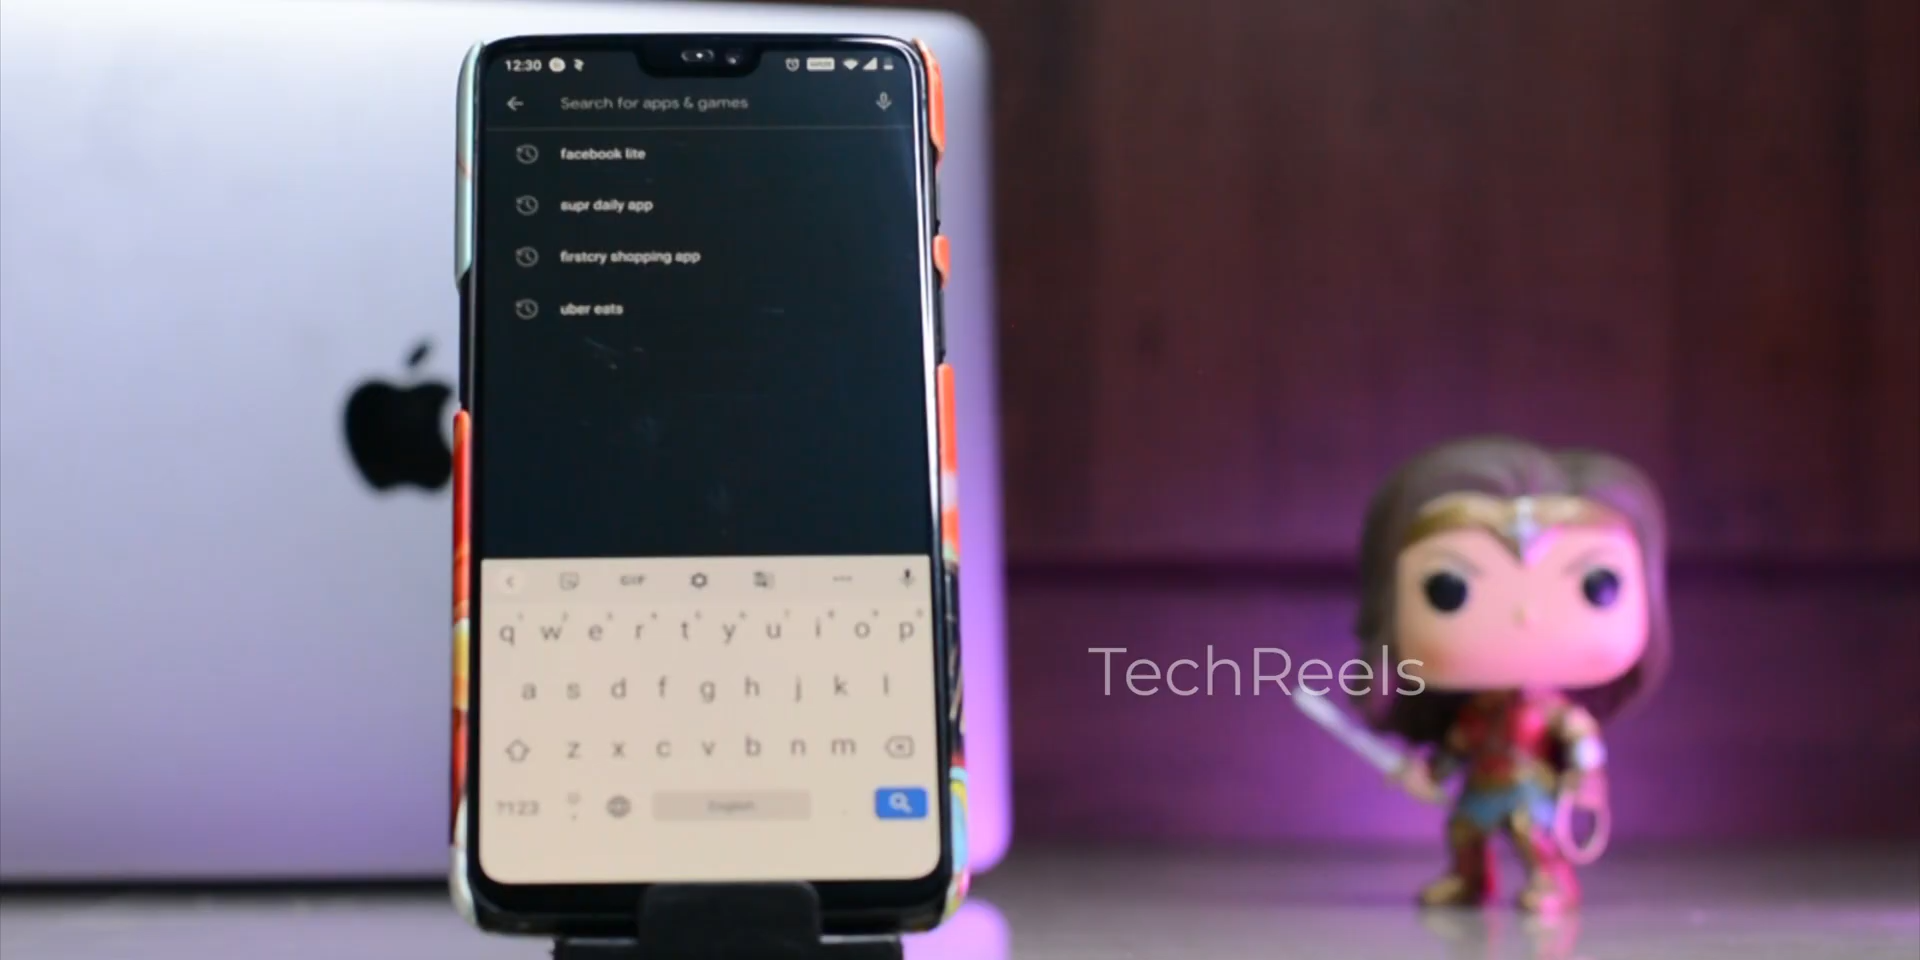 12:30
Search for apps & games
facebook lite
supr daily app
firstcry shopping app
uber eats
GIF
q w e r t y u i o p
a s d f g h j k l
z x c v b n m
?123 English
TechReels